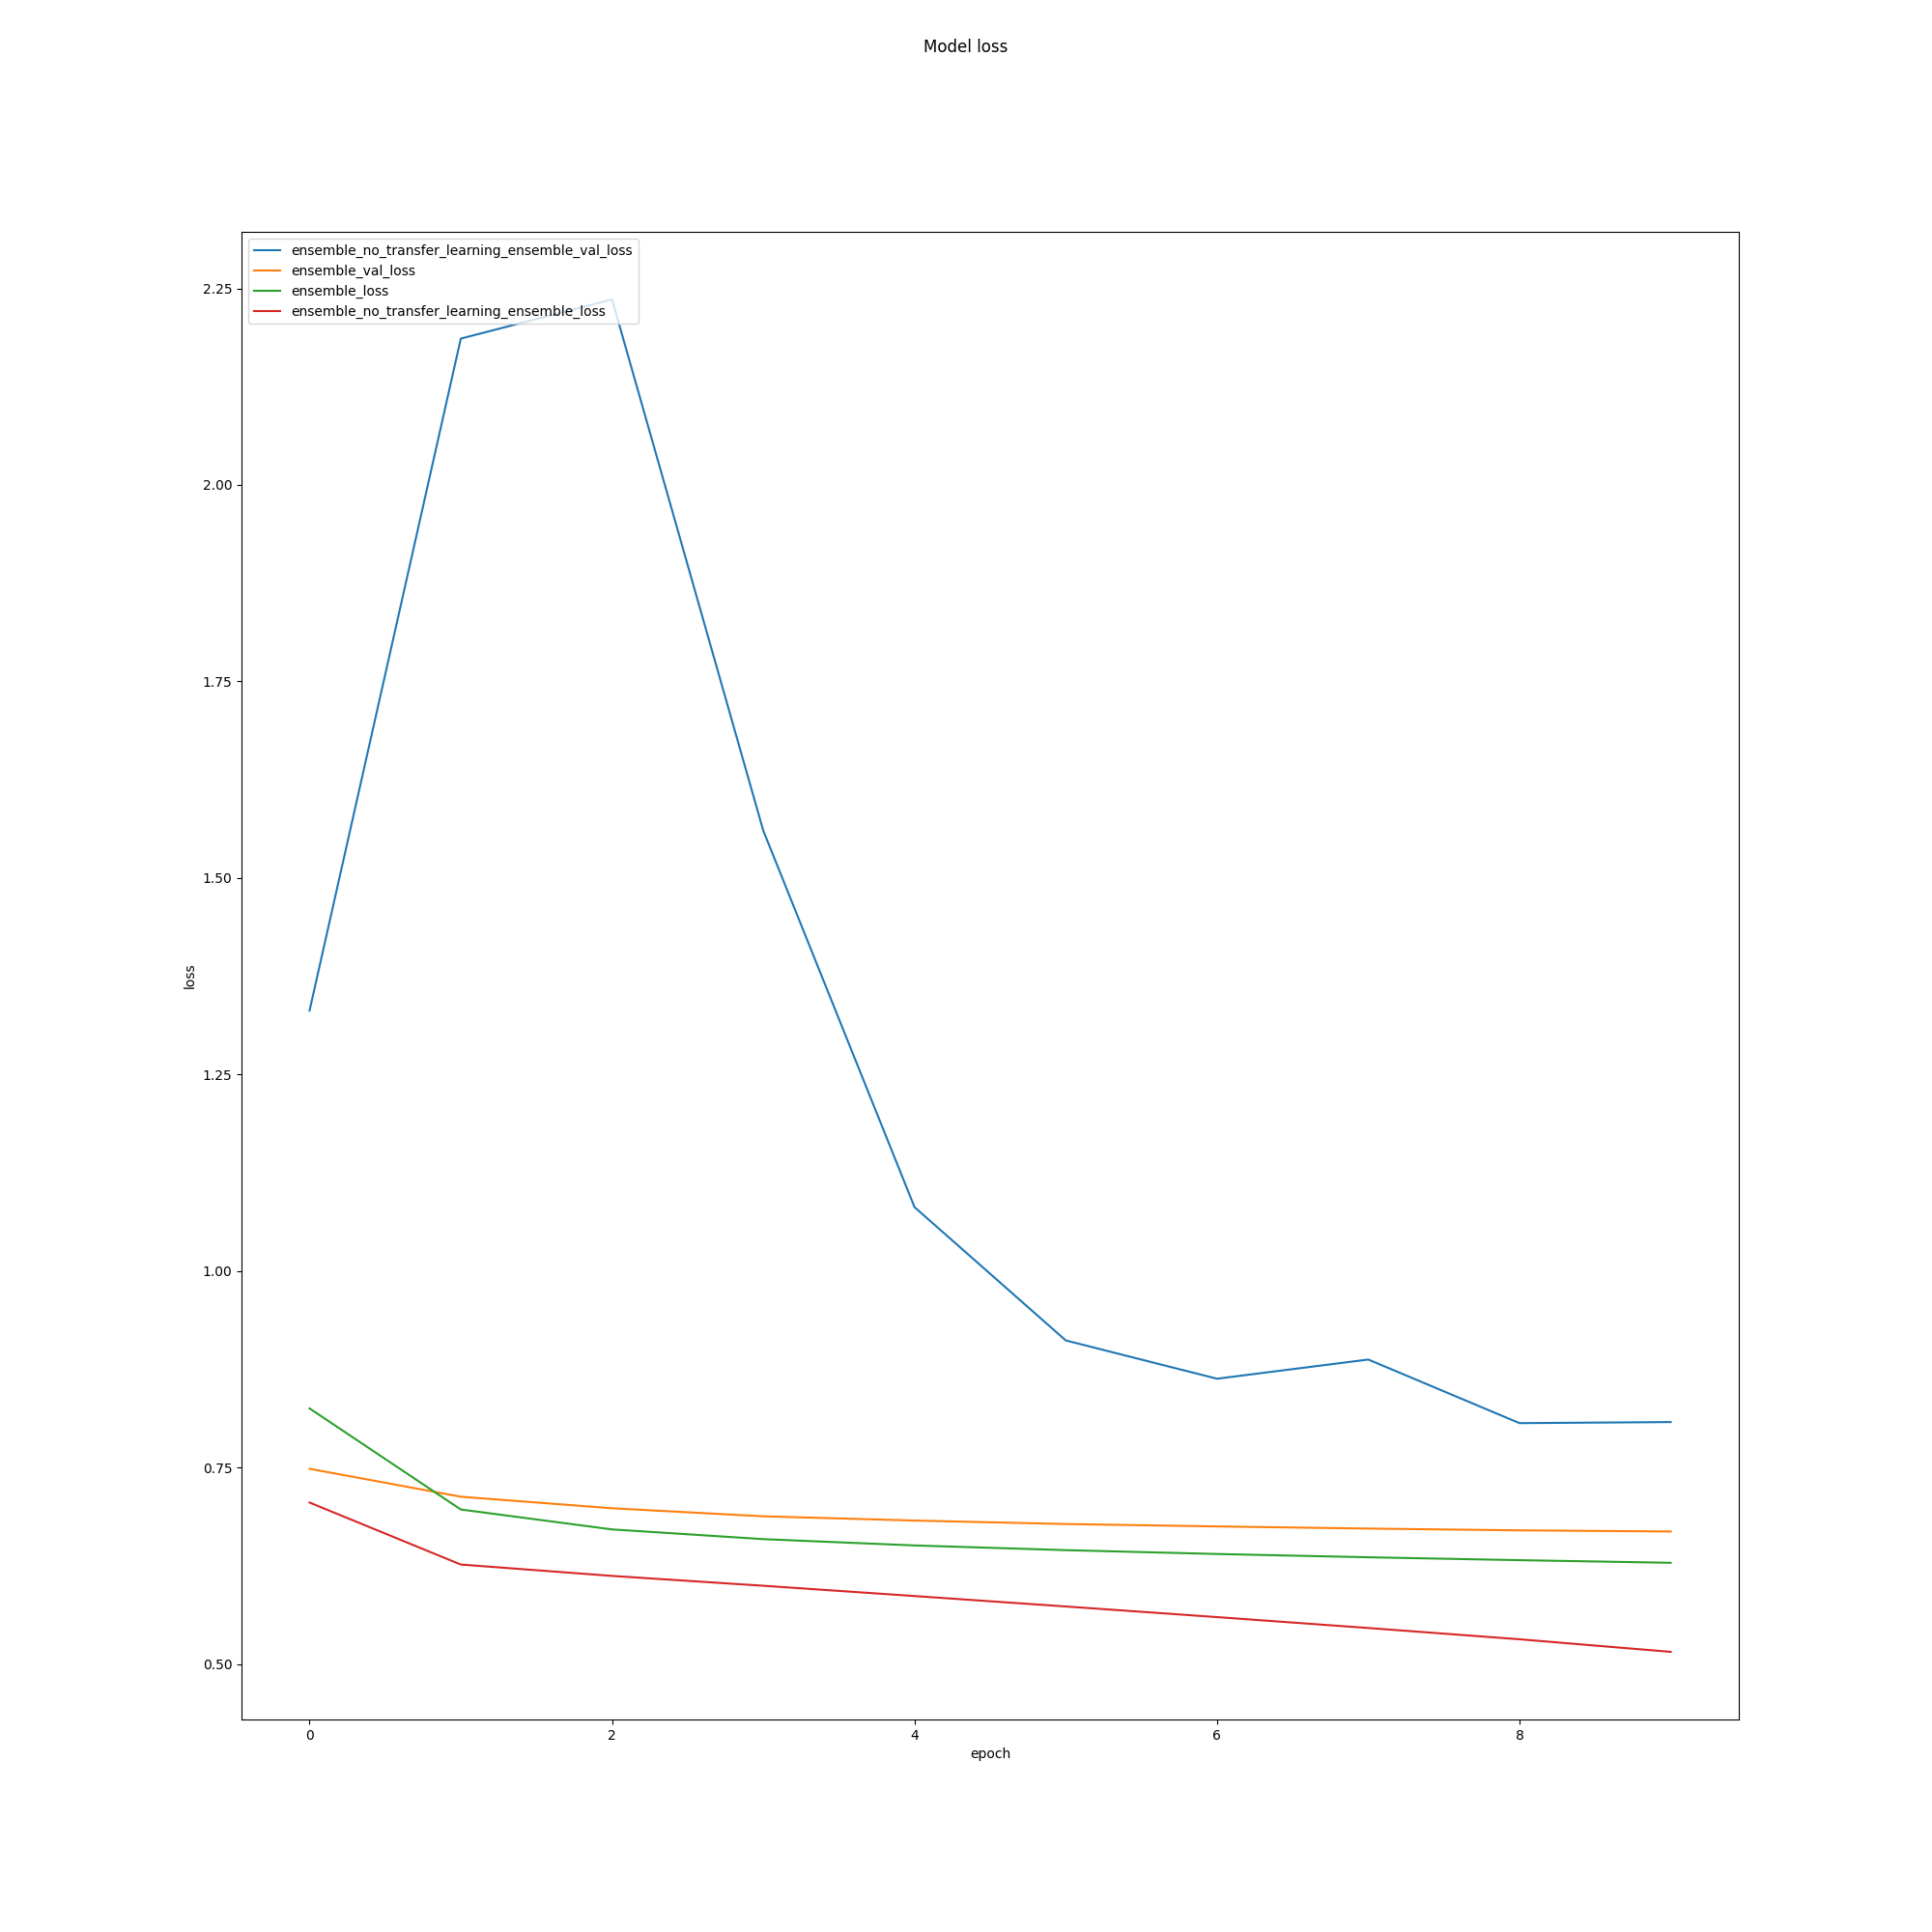 Model loss
ensemble_no_transfer_learning_ensemble_val_loss
ensemble_val_loss
ensemble_loss
ensemble_no_transfer_learning_ensemble_loss
2.25
2.00
1.75
1.50
1.25
1.00
0.75
0.50
loss
0 2 4 6 8
epoch